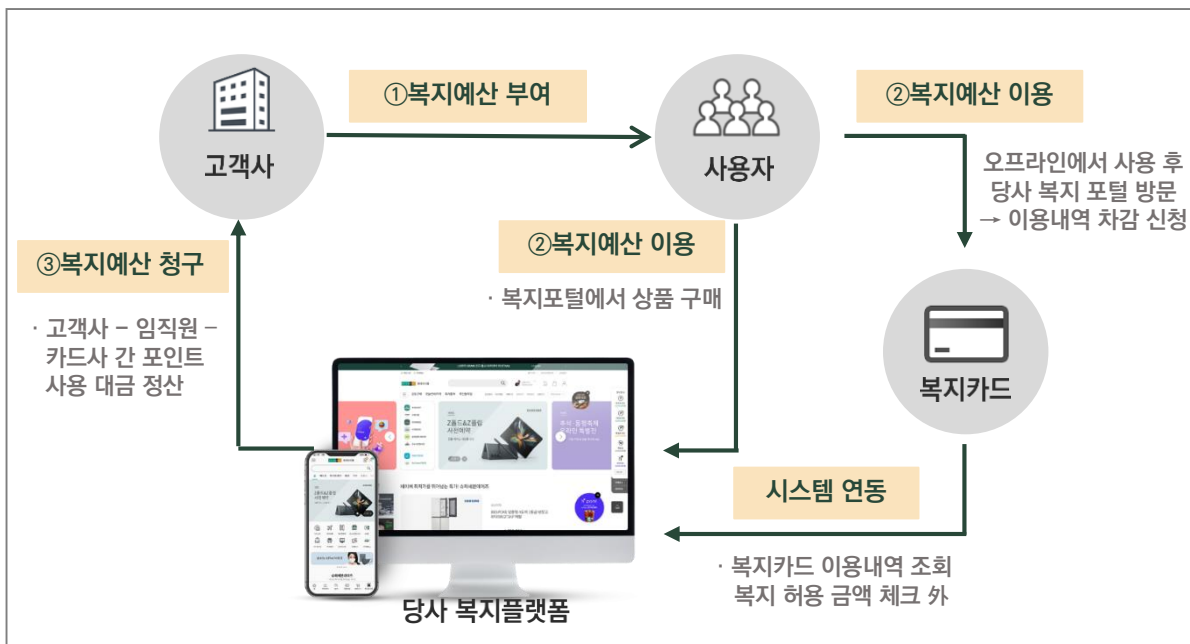 ①복지예산 부여
②복지예산 이용
고객사
사용자
오프라인에서 사용 후
당사 복지 포털 방문
→ 이용내역 차감 신청
③복지예산 청구
②복지예산 이용
· 복지포털에서 상품 구매
· 고객사 – 임직원 –
카드사 간 포인트
사용 대금 정산
복지카드
시스템 연동
· 복지카드 이용내역 조회
복지 허용 금액 체크 外
당사 복지플랫폼